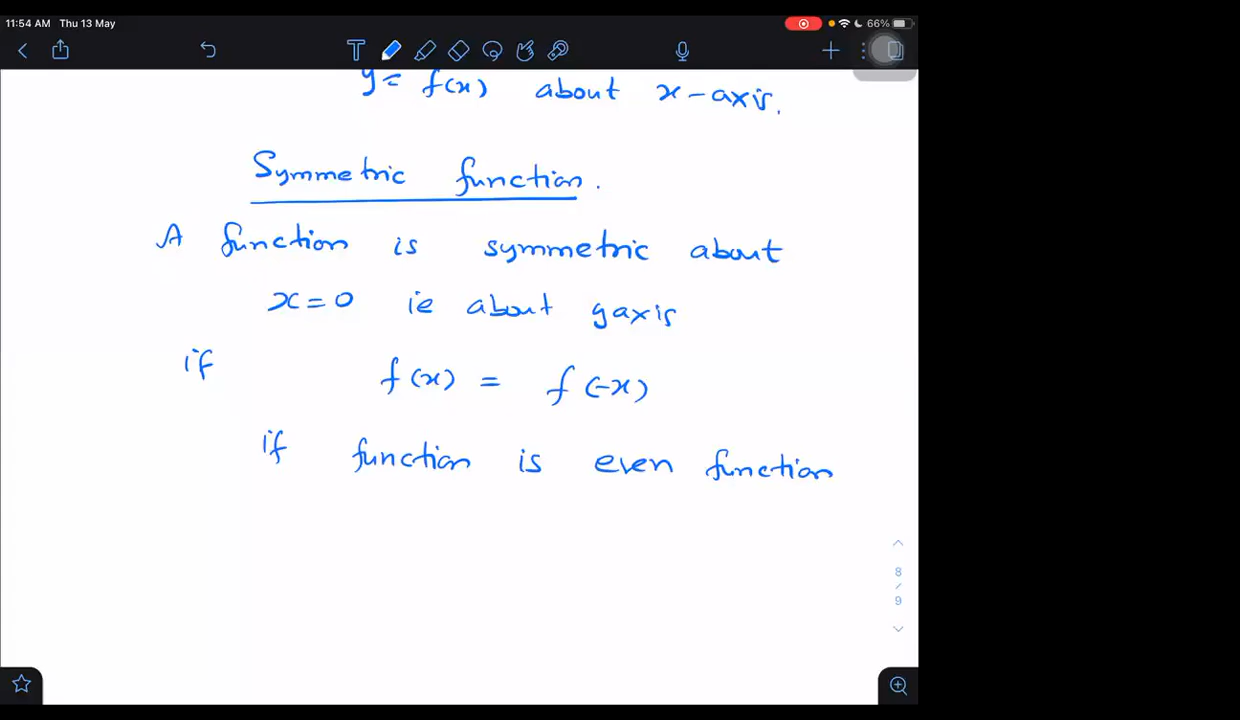 11:54 AM Thu 13 May
66%
y = f(x) about x-axis.
Symmetric function.
A function is symmetric about
x = 0 ie about y axis
if f(x) = f(-x)
if function is even function
8
/
9